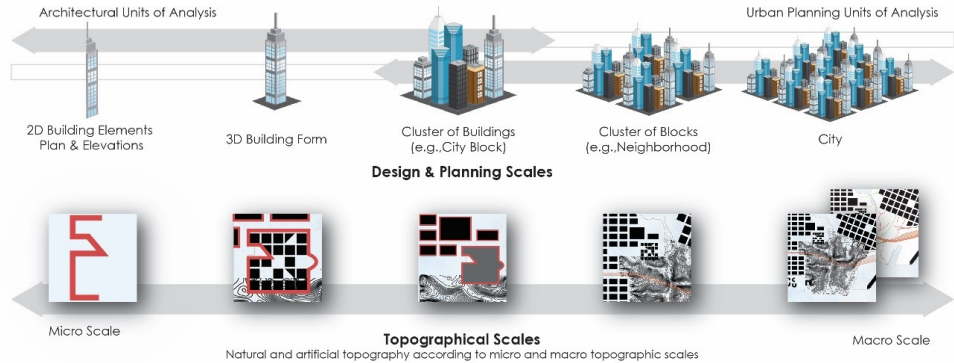 Architectural Units of Analysis
Urban Planning Units of Analysis
2D Building Elements
Plan & Elevations
3D Building Form
Cluster of Buildings
(e.g.,City Block)
Cluster of Blocks
(e.g.,Neighborhood)
City
Design & Planning Scales
Micro Scale
Macro Scale
Topographical Scales
Natural and artificial topography according to micro and macro topographic scales